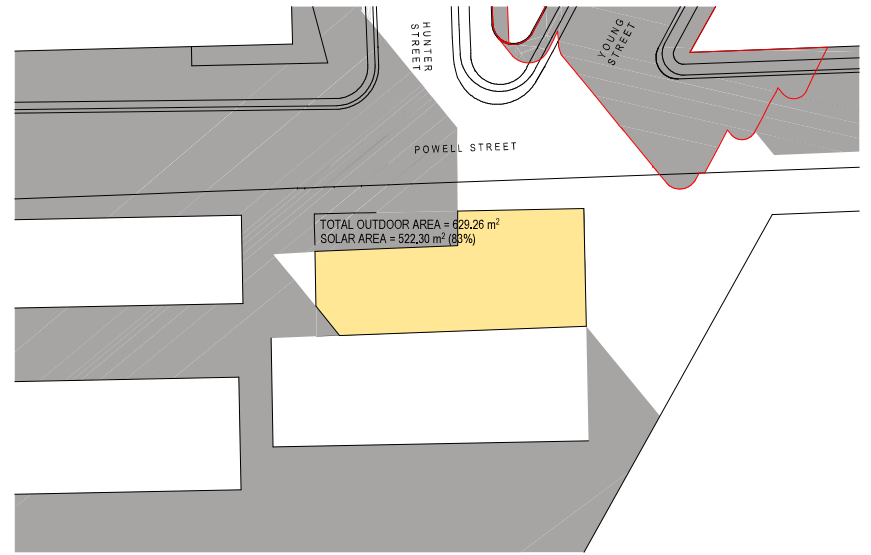 HUNTER
STREET
YOUNG
STREET
POWELL STREET
TOTAL OUTDOOR AREA = 629.26 m²
SOLAR AREA = 522.30 m² (83%)